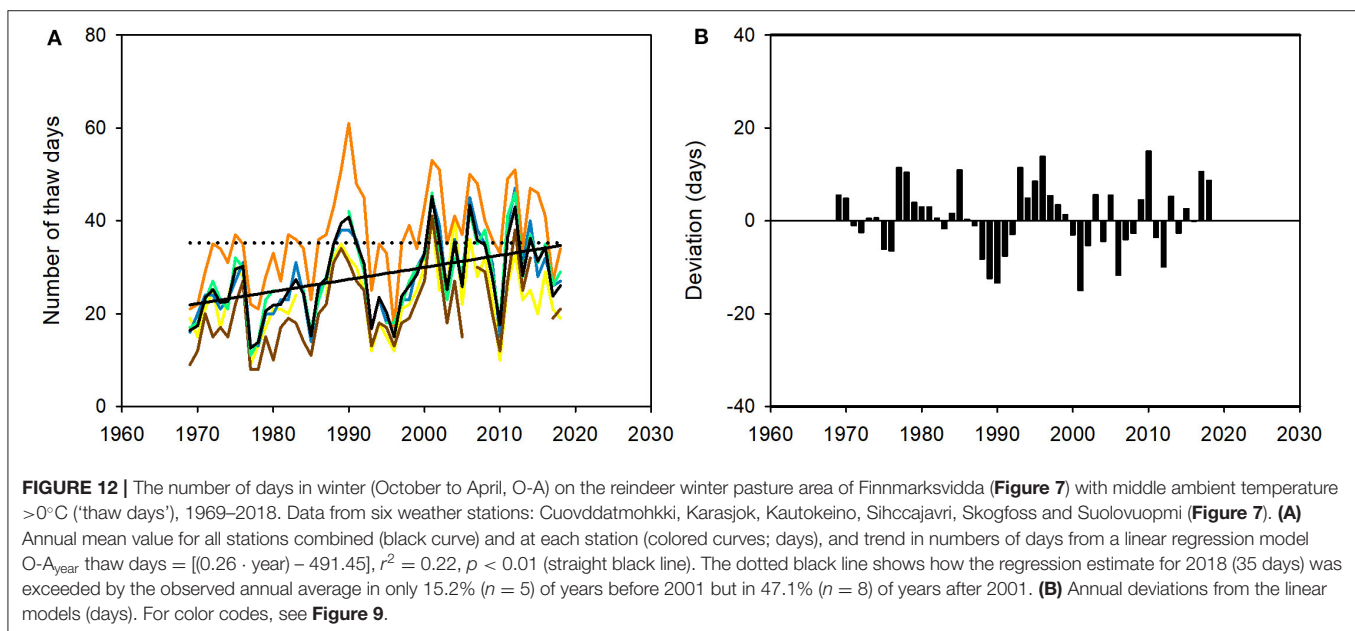 A
B
80
60
40
20
0
Number of thaw days
1960 1970 1980 1990 2000 2010 2020 2030
40
20
0
-20
-40
Deviation (days)
1960 1970 1980 1990 2000 2010 2020 2030
FIGURE 12 | The number of days in winter (October to April, O-A) on the reindeer winter pasture area of Finnmarksvidda (Figure 7) with middle ambient temperature
>0°C (‘thaw days’), 1969–2018. Data from six weather stations: Cuovddatmohkki, Karasjok, Kautokeino, Sihccajavri, Skogfoss and Suolovuopmi (Figure 7). (A)
Annual mean value for all stations combined (black curve) and at each station (colored curves; days), and trend in numbers of days from a linear regression model
O-Ayear thaw days = [(0.26 · year) – 491.45], r² = 0.22, p < 0.01 (straight black line). The dotted black line shows how the regression estimate for 2018 (35 days) was
exceeded by the observed annual average in only 15.2% (n = 5) of years before 2001 but in 47.1% (n = 8) of years after 2001. (B) Annual deviations from the linear
models (days). For color codes, see Figure 9.